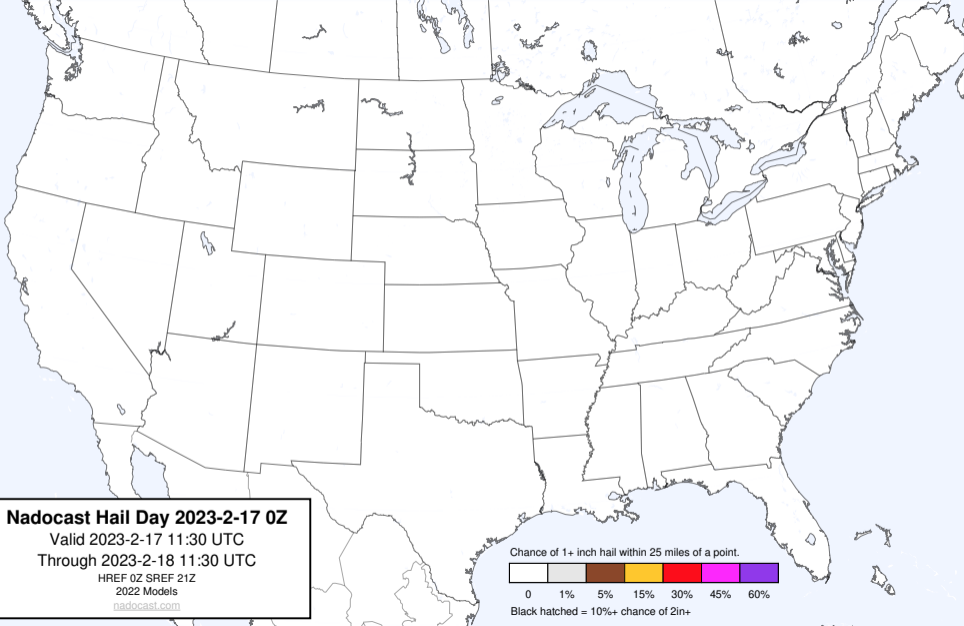 Nadocast Hail Day 2023-2-17 0Z
Valid 2023-2-17 11:30 UTC
Through 2023-2-18 11:30 UTC
HREF 0Z SREF 21Z
2022 Models
nadocast.com
Chance of 1+ inch hail within 25 miles of a point.
0 1% 5% 15% 30% 45% 60%
Black hatched = 10%+ chance of 2in+